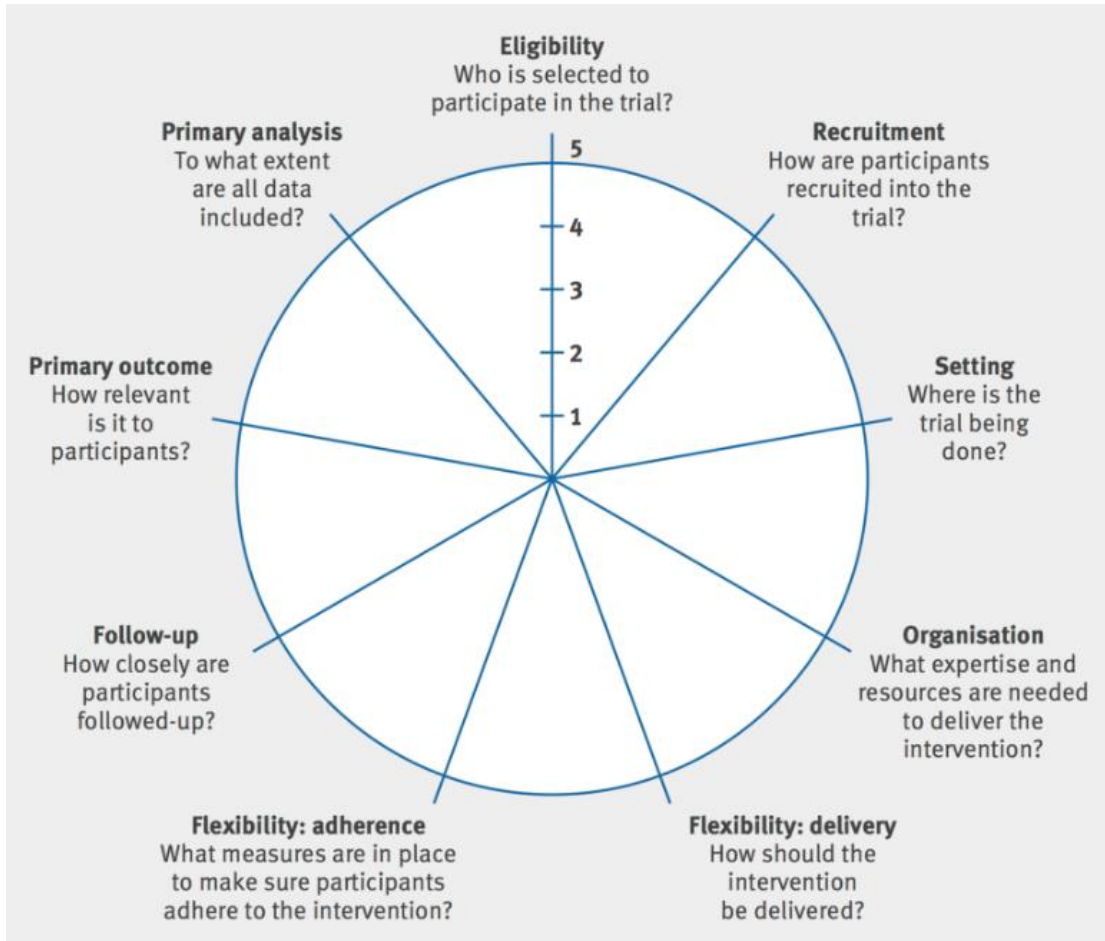 Eligibility
Who is selected to
participate in the trial?
Recruitment
How are participants
recruited into the
trial?
Setting
Where is the
trial being
done?
Organisation
What expertise and
resources are needed
to deliver the
intervention?
Flexibility: delivery
How should the
intervention
be delivered?
Flexibility: adherence
What measures are in place
to make sure participants
adhere to the intervention?
Follow-up
How closely are
participants
followed-up?
Primary outcome
How relevant
is it to
participants?
Primary analysis
To what extent
are all data
included?
5
4
3
2
1